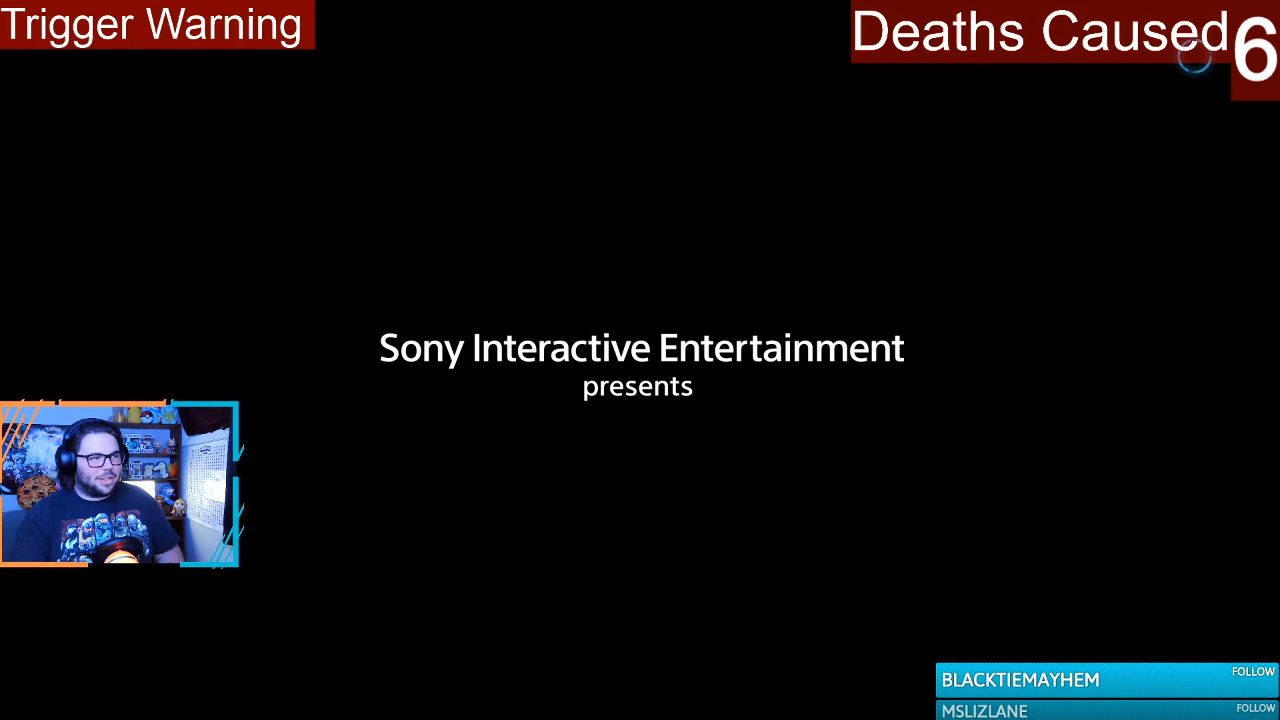 Trigger Warning
Deaths Caused 6
Sony Interactive Entertainment
presents
BLACKTIEMAYHEM FOLLOW
MSLIZLANE FOLLOW